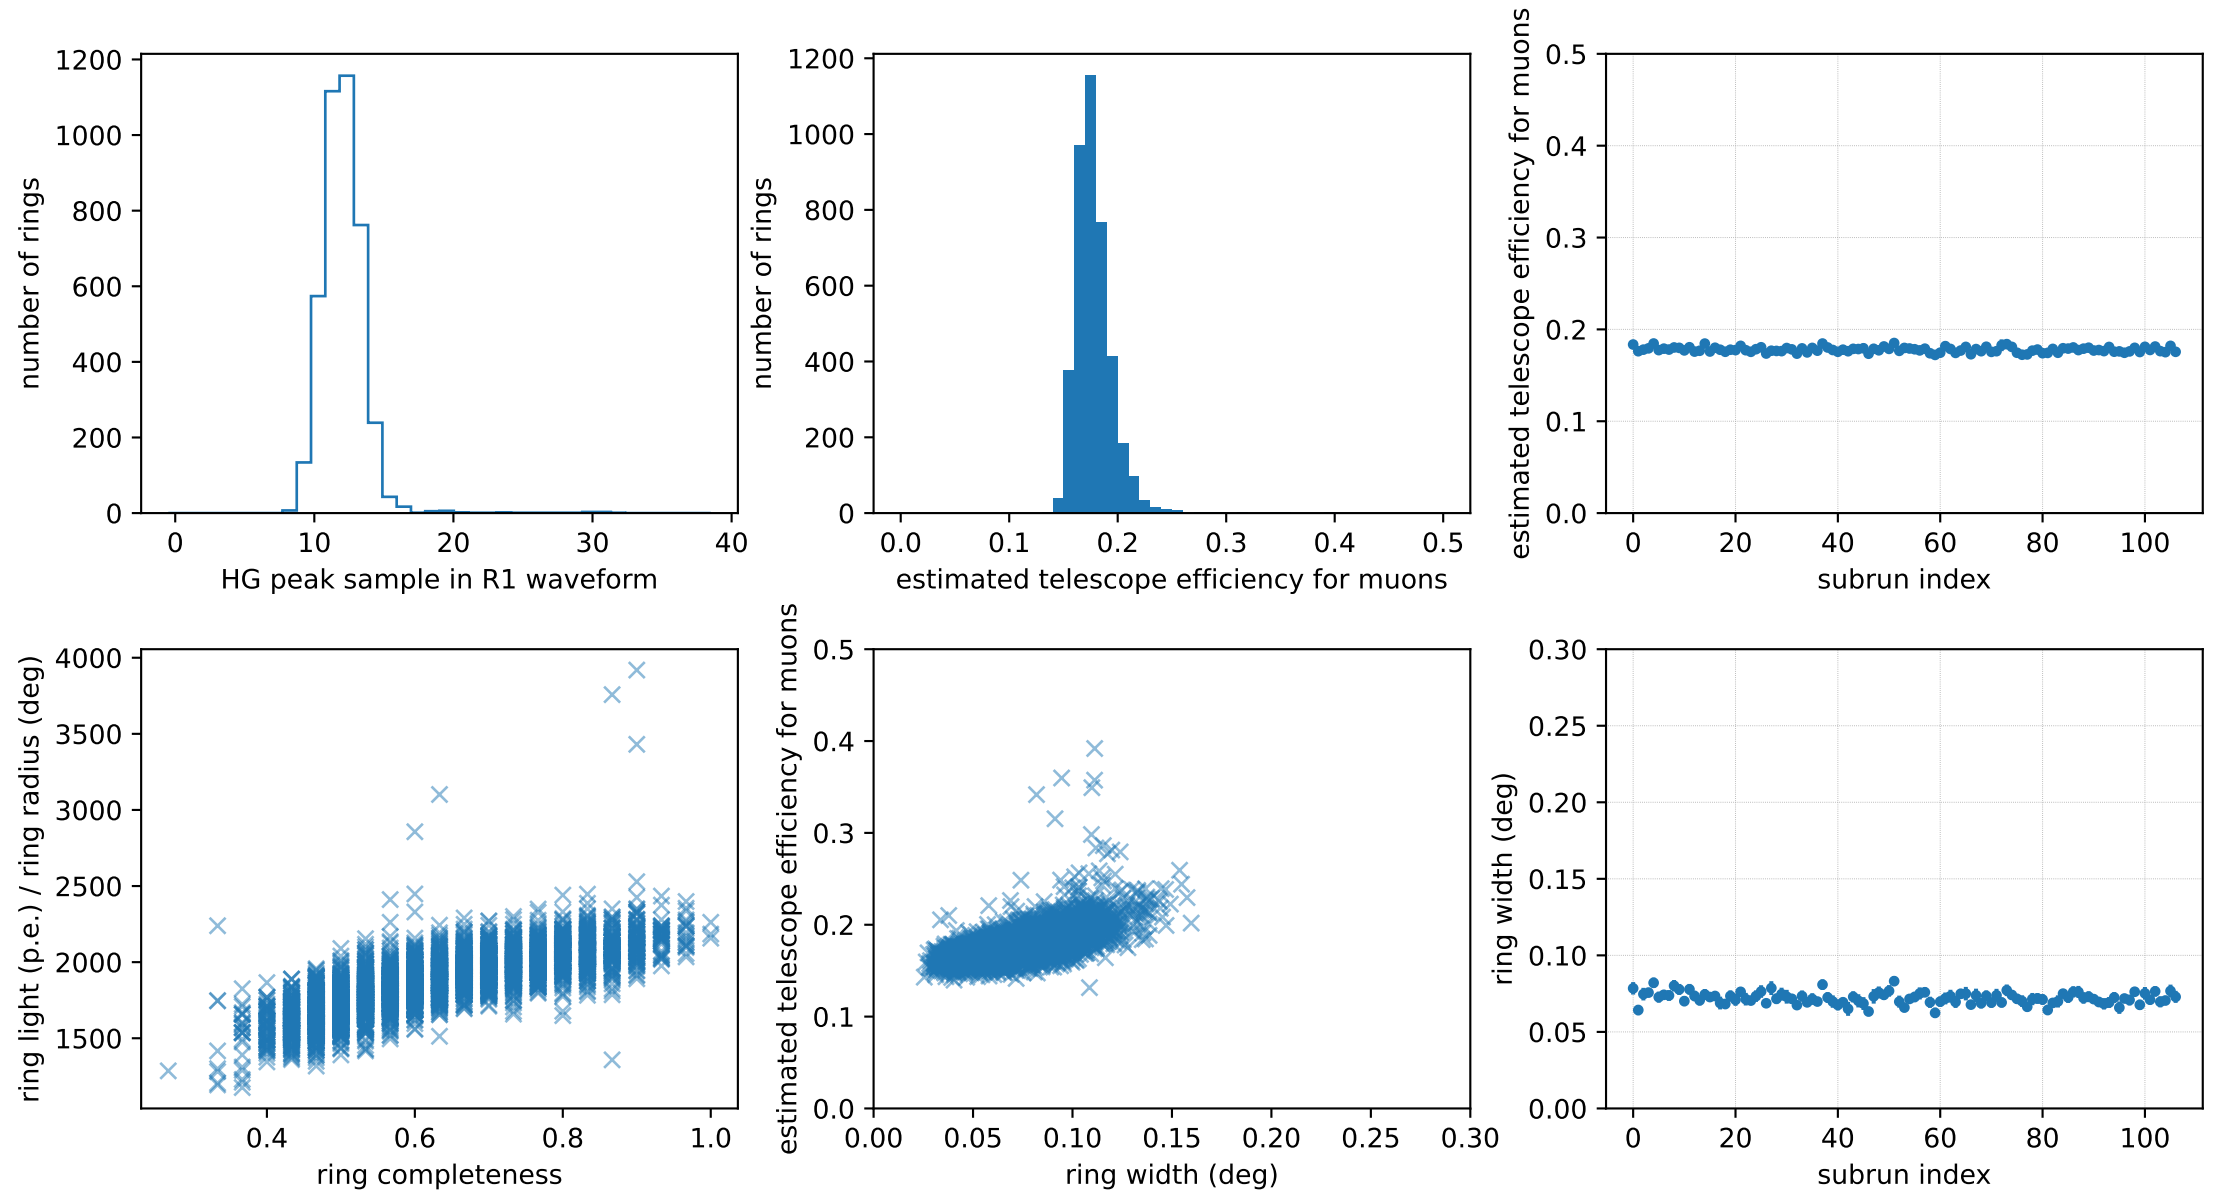 1200
1000
800
600
400
200
0
number of rings
0 10 20 30 40
HG peak sample in R1 waveform
1200
1000
800
600
400
200
0
number of rings
0.0 0.1 0.2 0.3 0.4 0.5
estimated telescope efficiency for muons
0.5
0.4
0.3
0.2
0.1
0.0
estimated telescope efficiency for muons
0 20 40 60 80 100
subrun index
4000
3500
3000
2500
2000
1500
ring light (p.e.) / ring radius (deg)
0.4 0.6 0.8 1.0
ring completeness
0.5
0.4
0.3
0.2
0.1
0.0
estimated telescope efficiency for muons
0.00 0.05 0.10 0.15 0.20 0.25 0.30
ring width (deg)
0.30
0.25
0.20
0.15
0.10
0.05
0.00
ring width (deg)
0 20 40 60 80 100
subrun index